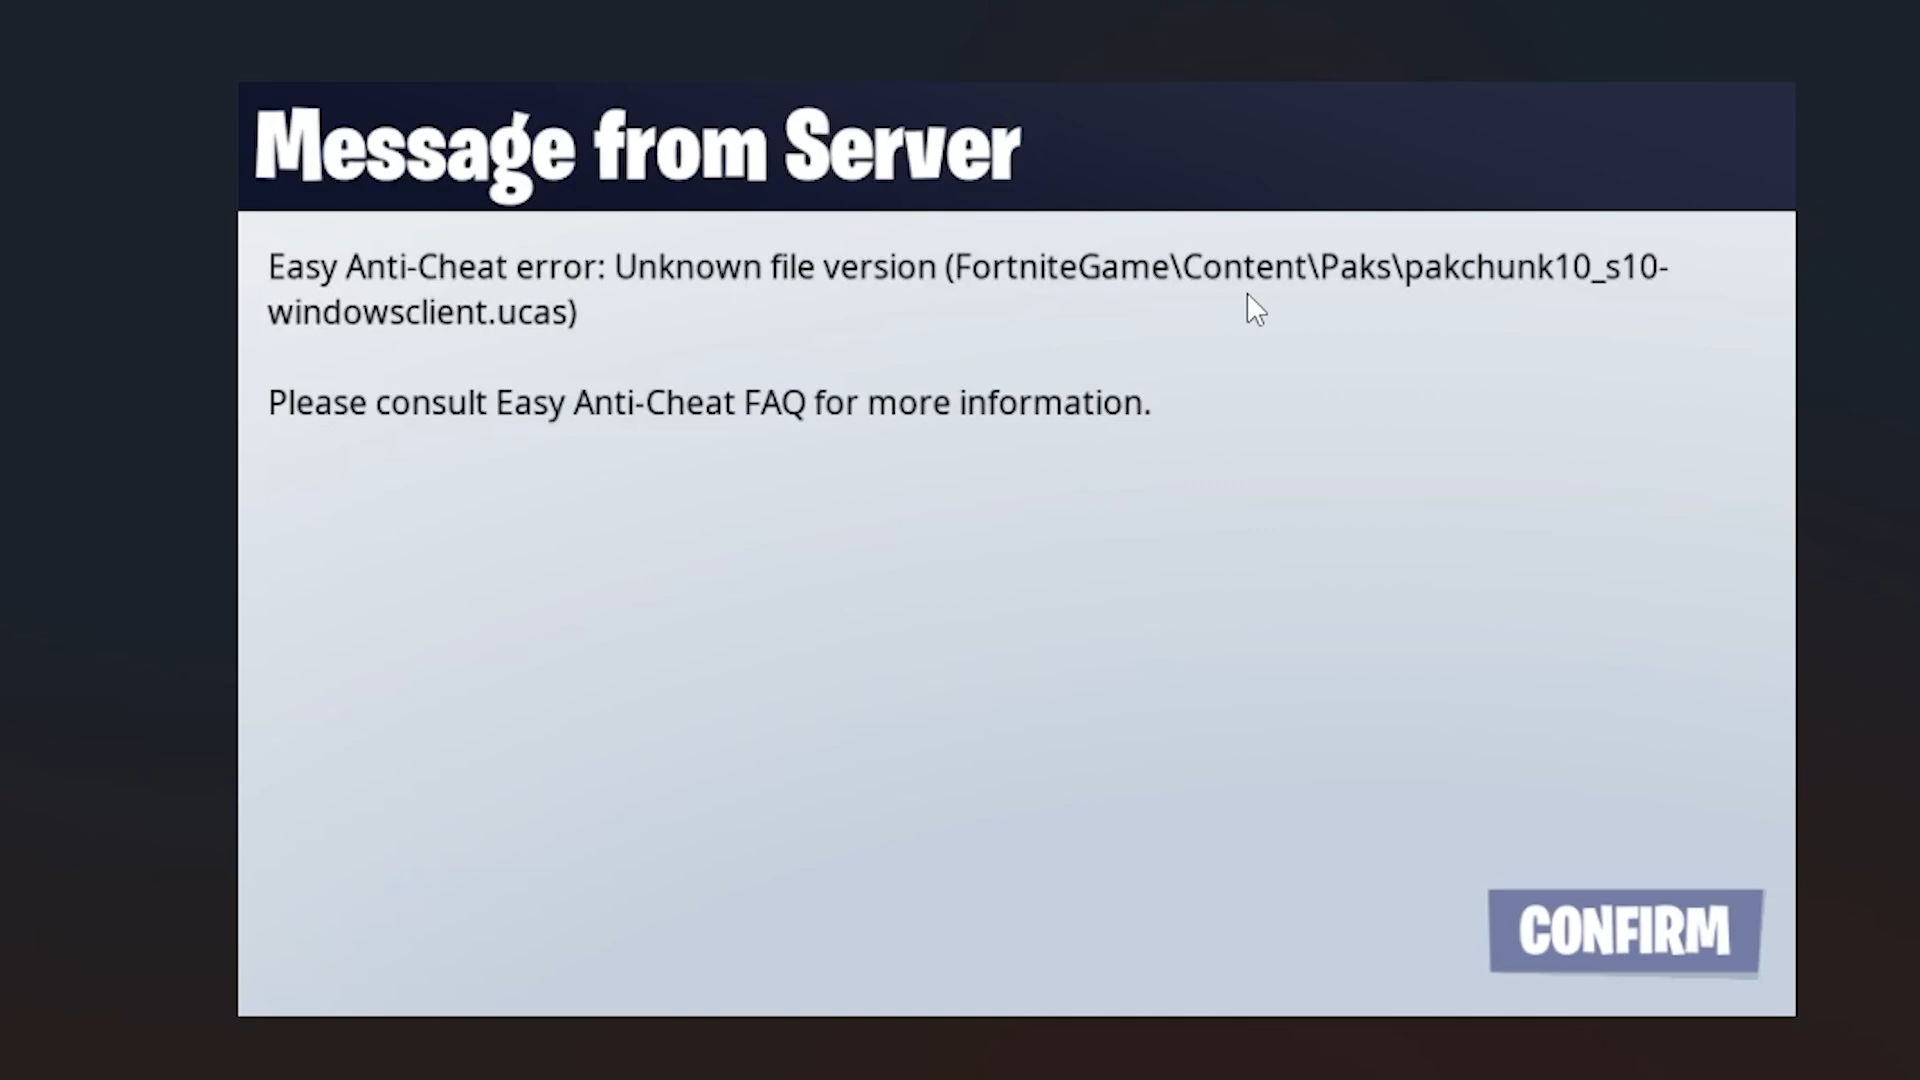 Message from Server
Easy Anti-Cheat error: Unknown file version (FortniteGame\Content\Paks\pakchunk10_s10-
windowsclient.ucas)
Please consult Easy Anti-Cheat FAQ for more information.
CONFIRM